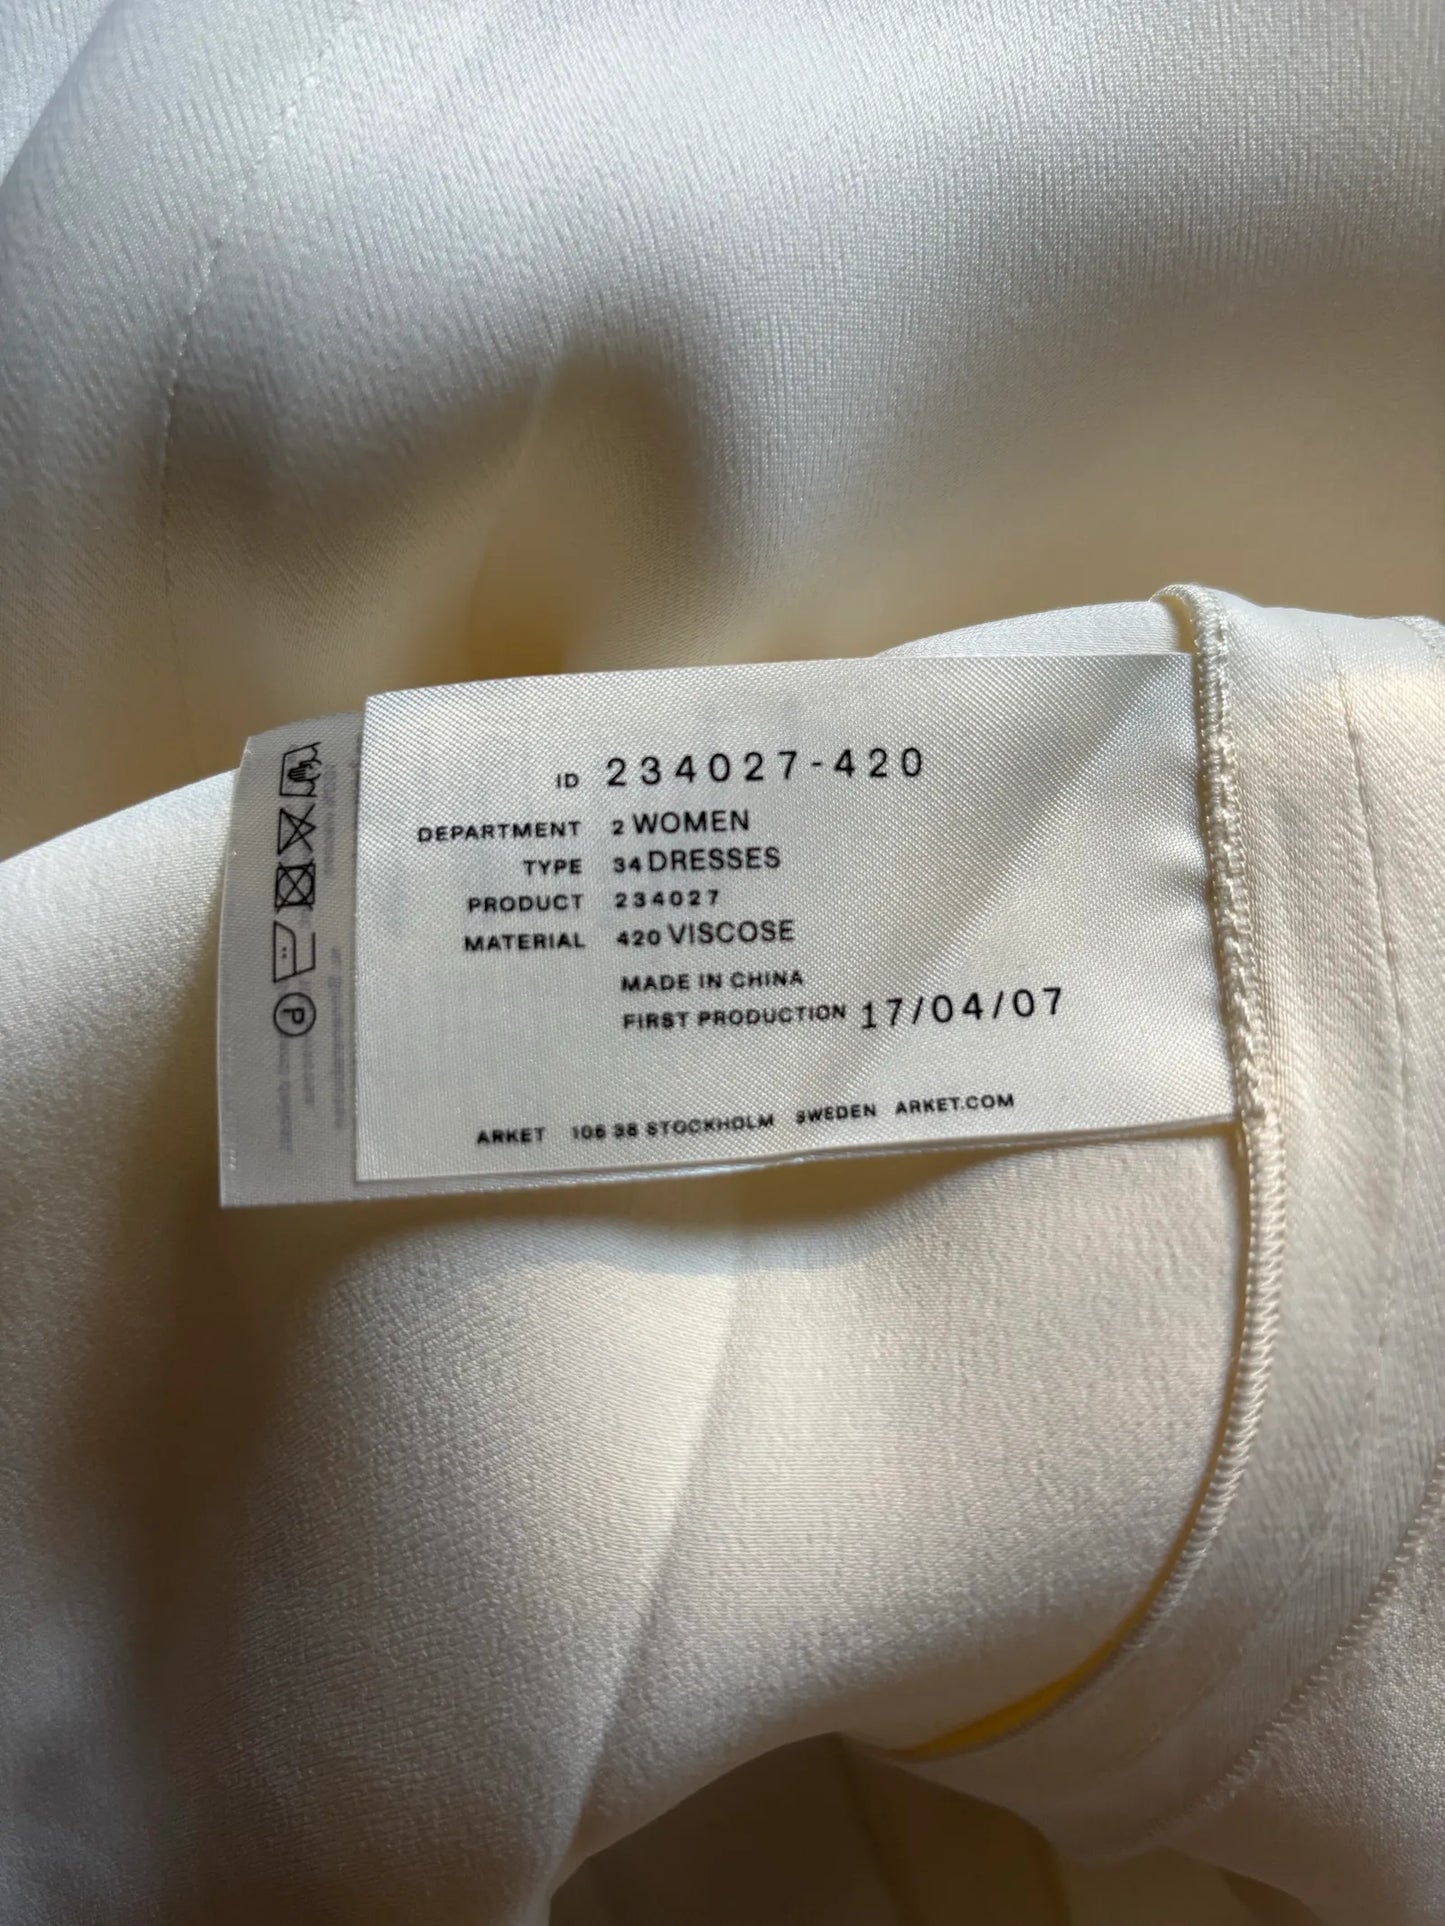 ID 234027-420
DEPARTMENT 2 WOMEN
TYPE 34 DRESSES
PRODUCT 234027
MATERIAL 420 VISCOSE
MADE IN CHINA
FIRST PRODUCTION 17/04/07
ARKET 106 38 STOCKHOLM SWEDEN ARKET.COM
P